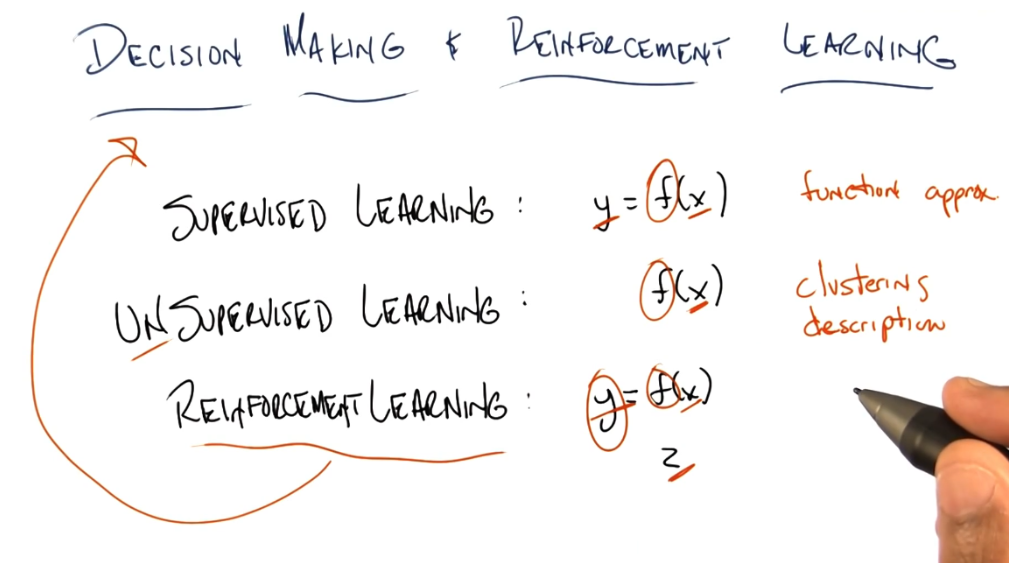 DECISION MAKING & REINFORCEMENT LEARNING
SUPERVISED LEARNING : y = f(x) function approx.
UNSUPERVISED LEARNING : f(x) clustering
description
REINFORCEMENT LEARNING : y = f(x)
z